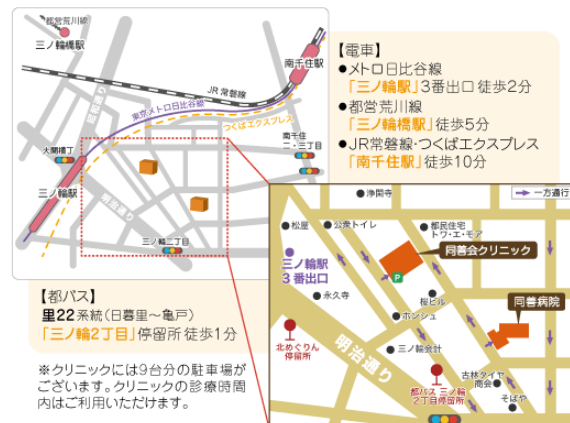 都営荒川線
三ノ輪橋駅
南千住駅
JR常磐線
昭和通り
東京メトロ日比谷線
つくばエクスプレス
大関横丁
南千住
二・三丁目
三ノ輪駅
明治通り
三ノ輪二丁目
【電車】
●メトロ日比谷線
「三ノ輪駅」3番出口 徒歩2分
●都営荒川線
「三ノ輪橋駅」徒歩5分
●JR常磐線・つくばエクスプレス
「南千住駅」徒歩10分
【都バス】
里22系統(日暮里〜亀戸)
「三ノ輪2丁目」停留所 徒歩1分
※クリニックには9台分の駐車場が
ございます。クリニックの診療時間
内はご利用いただけます。
浄閑寺
一方通行
松屋
公衆トイレ
都民住宅
トワ・エ・モア
同善会クリニック
三ノ輪駅
3番出口
P
永久寺
桜ビル
同善病院
ボンシュ
北めぐりん
停留所
明治通り
三ノ輪会計
古林タイヤ
商会
都バス 三ノ輪
2丁目停留所
そばや